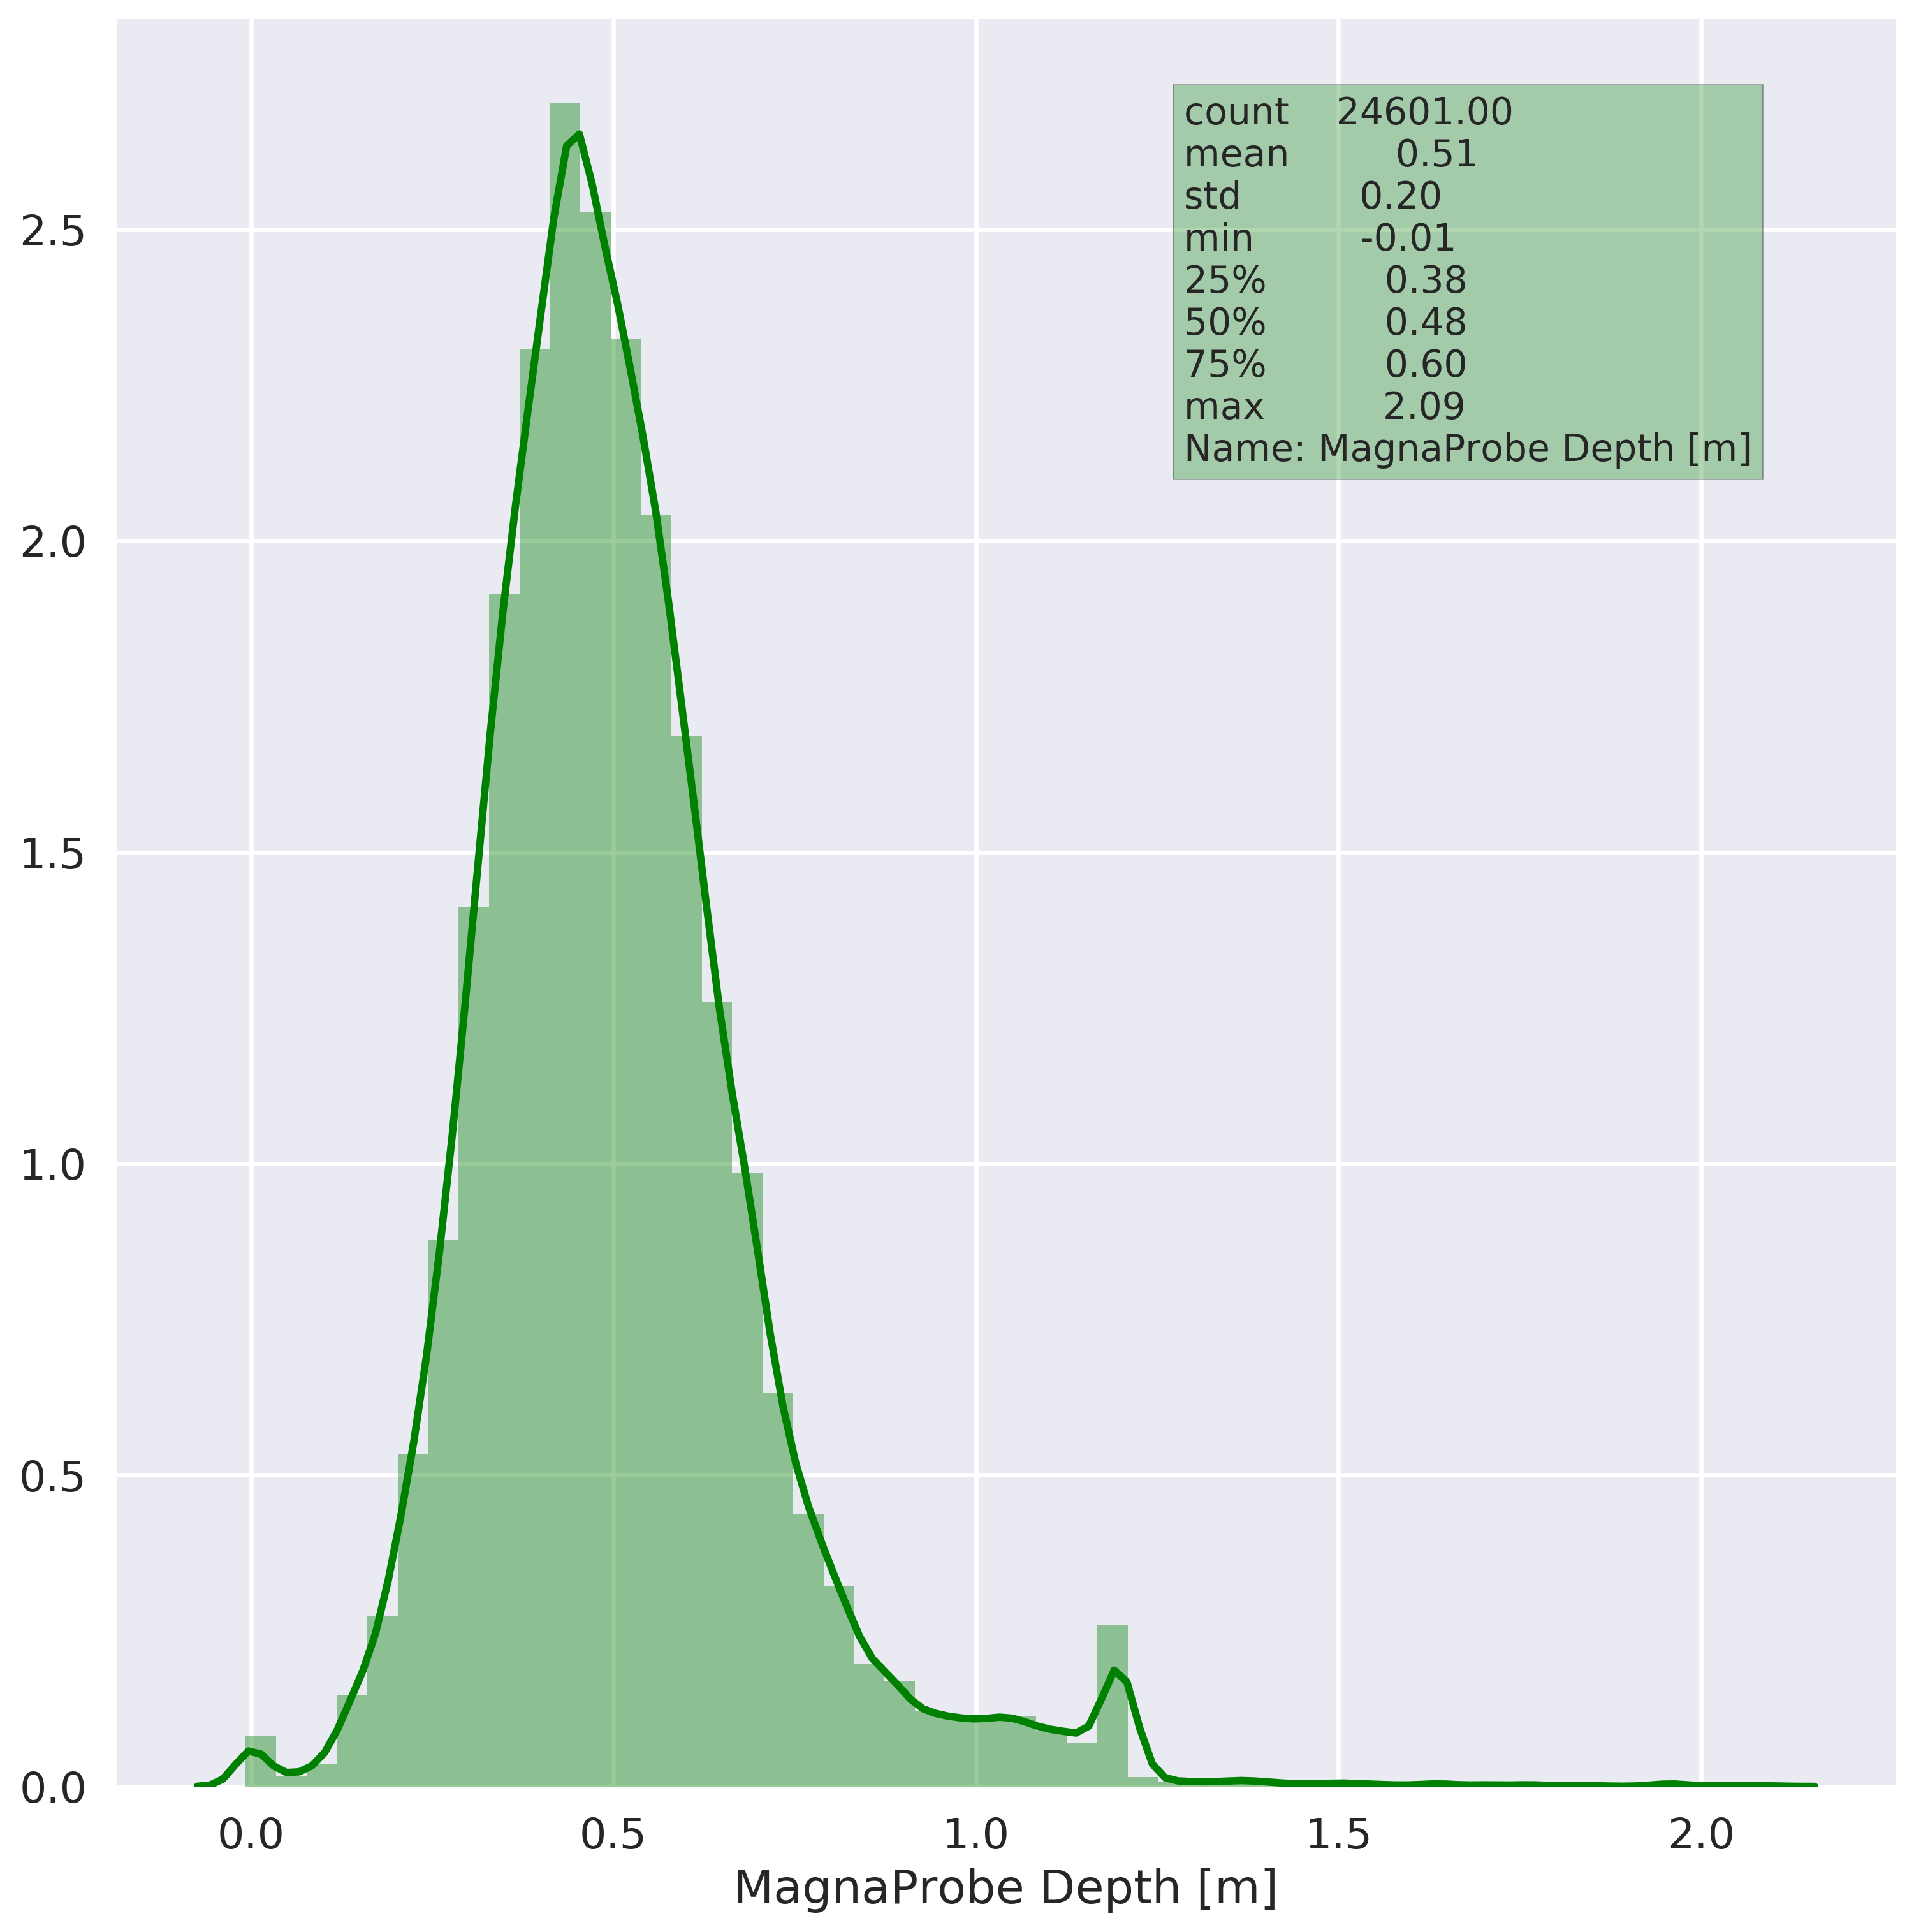 count 24601.00
mean 0.51
std 0.20
min -0.01
25% 0.38
50% 0.48
75% 0.60
max 2.09
Name: MagnaProbe Depth [m]
2.5
2.0
1.5
1.0
0.5
0.0
0.0 0.5 1.0 1.5 2.0
MagnaProbe Depth [m]